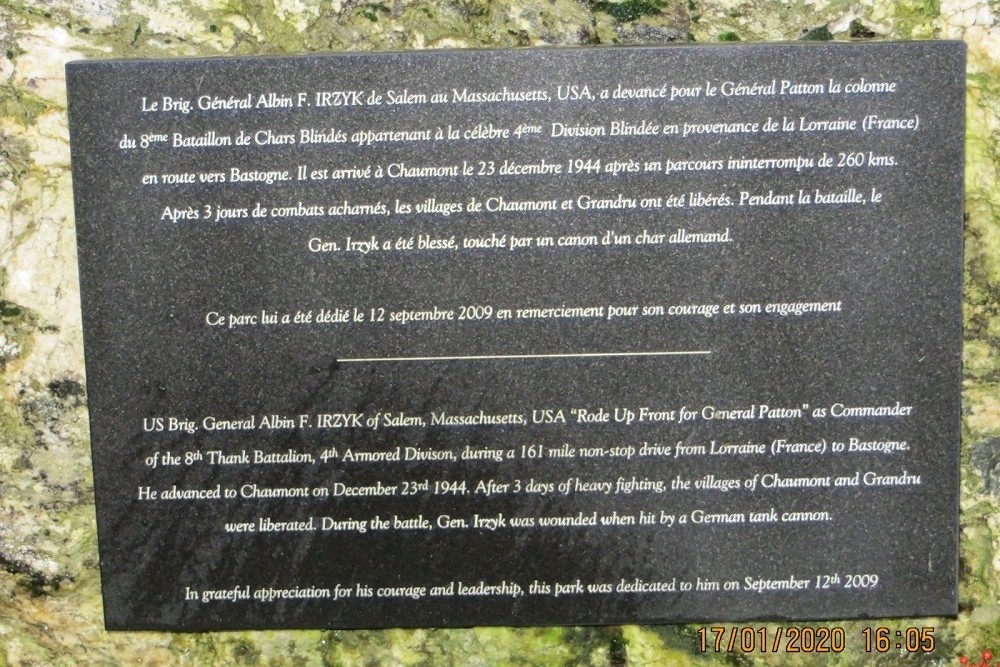 Le Brig. Général Albin F. IRZYK de Salem au Massachusetts, USA, a devancé pour le Général Patton la colonne
du 8ème Bataillon de Chars Blindés appartenant à la célèbre 4ème Division Blindée en provenance de la Lorraine (France)
en route vers Bastogne. Il est arrivé à Chaumont le 23 décembre 1944 après un parcours ininterrompu de 260 kms.
Après 3 jours de combats acharnés, les villages de Chaumont et Grandru ont été libérés. Pendant la bataille, le
Gen. Irzyk a été blessé, touché par un canon d'un char allemand.
Ce parc lui a été dédié le 12 septembre 2009 en remerciement pour son courage et son engagement
US Brig. General Albin F. IRZYK of Salem, Massachusetts, USA "Rode Up Front for General Patton" as Commander
of the 8th Thank Battalion, 4th Armored Divison, during a 161 mile non-stop drive from Lorraine (France) to Bastogne.
He advanced to Chaumont on December 23rd 1944. After 3 days of heavy fighting, the villages of Chaumont and Grandru
were liberated. During the battle, Gen. Irzyk was wounded when hit by a German tank cannon.
In grateful appreciation for his courage and leadership, this park was dedicated to him on September 12th 2009
17/01/2020 16:05